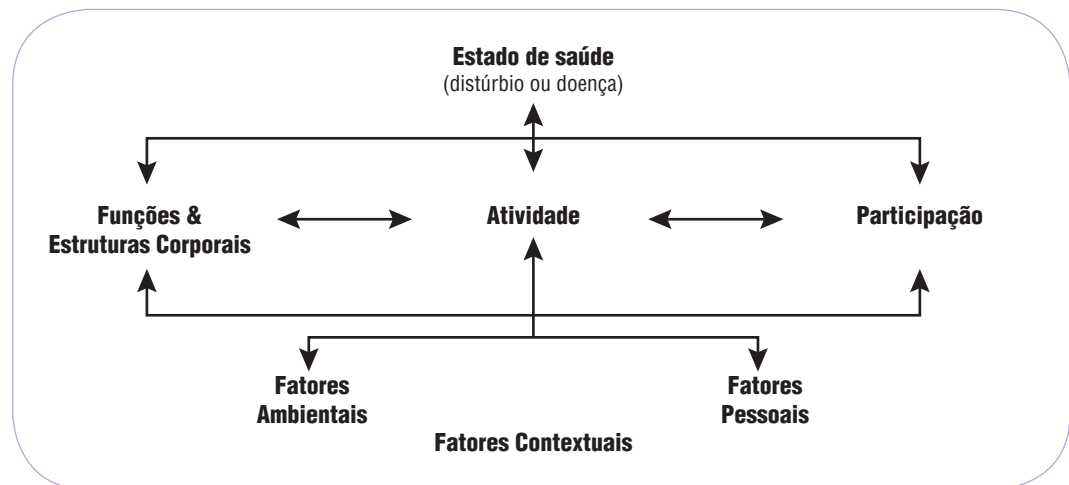 Estado de saúde
(distúrbio ou doença)
Funções &
Estruturas Corporais
Atividade
Participação
Fatores
Ambientais
Fatores
Pessoais
Fatores Contextuais